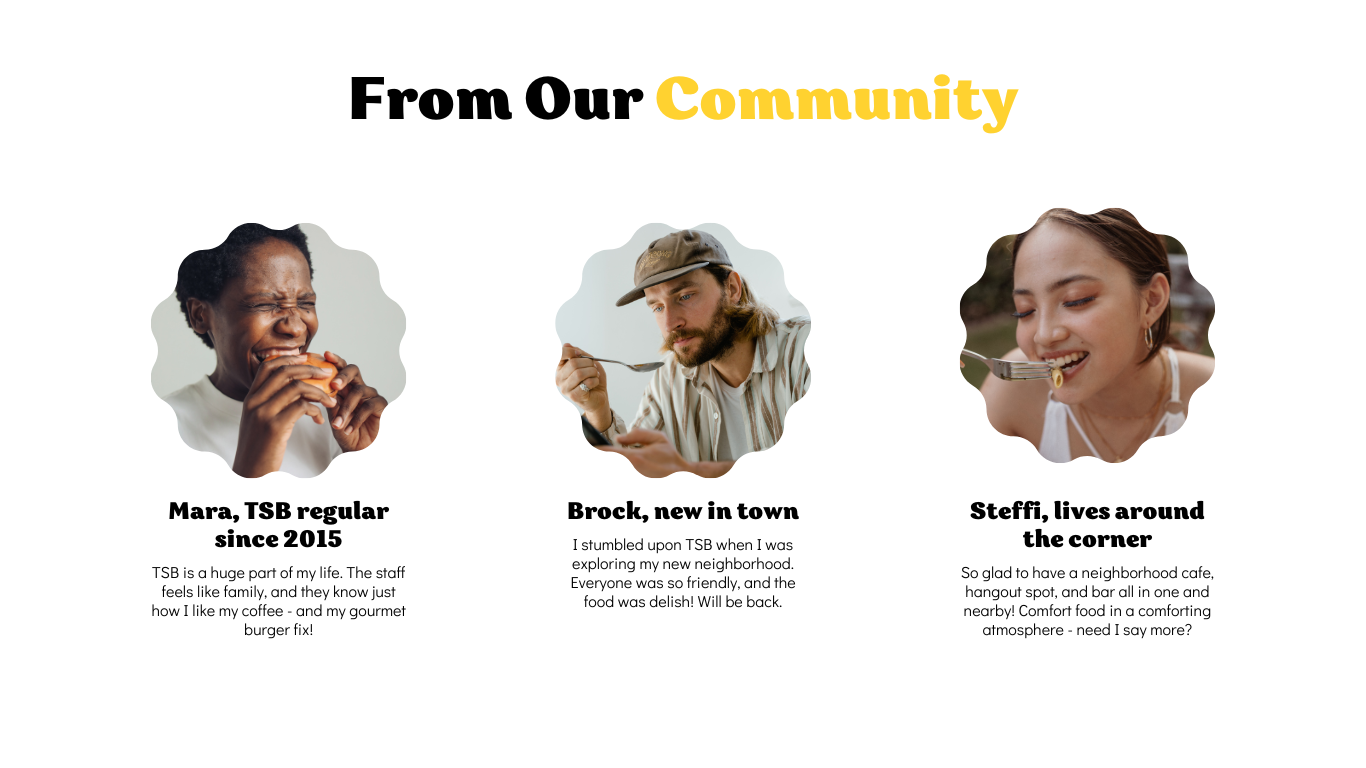 From Our Community
Mara, TSB regular
since 2015
TSB is a huge part of my life. The staff
feels like family, and they know just
how I like my coffee - and my gourmet
burger fix!
Brock, new in town
I stumbled upon TSB when I was
exploring my new neighborhood.
Everyone was so friendly, and the
food was delish! Will be back.
Steffi, lives around
the corner
So glad to have a neighborhood cafe,
hangout spot, and bar all in one and
nearby! Comfort food in a comforting
atmosphere - need I say more?